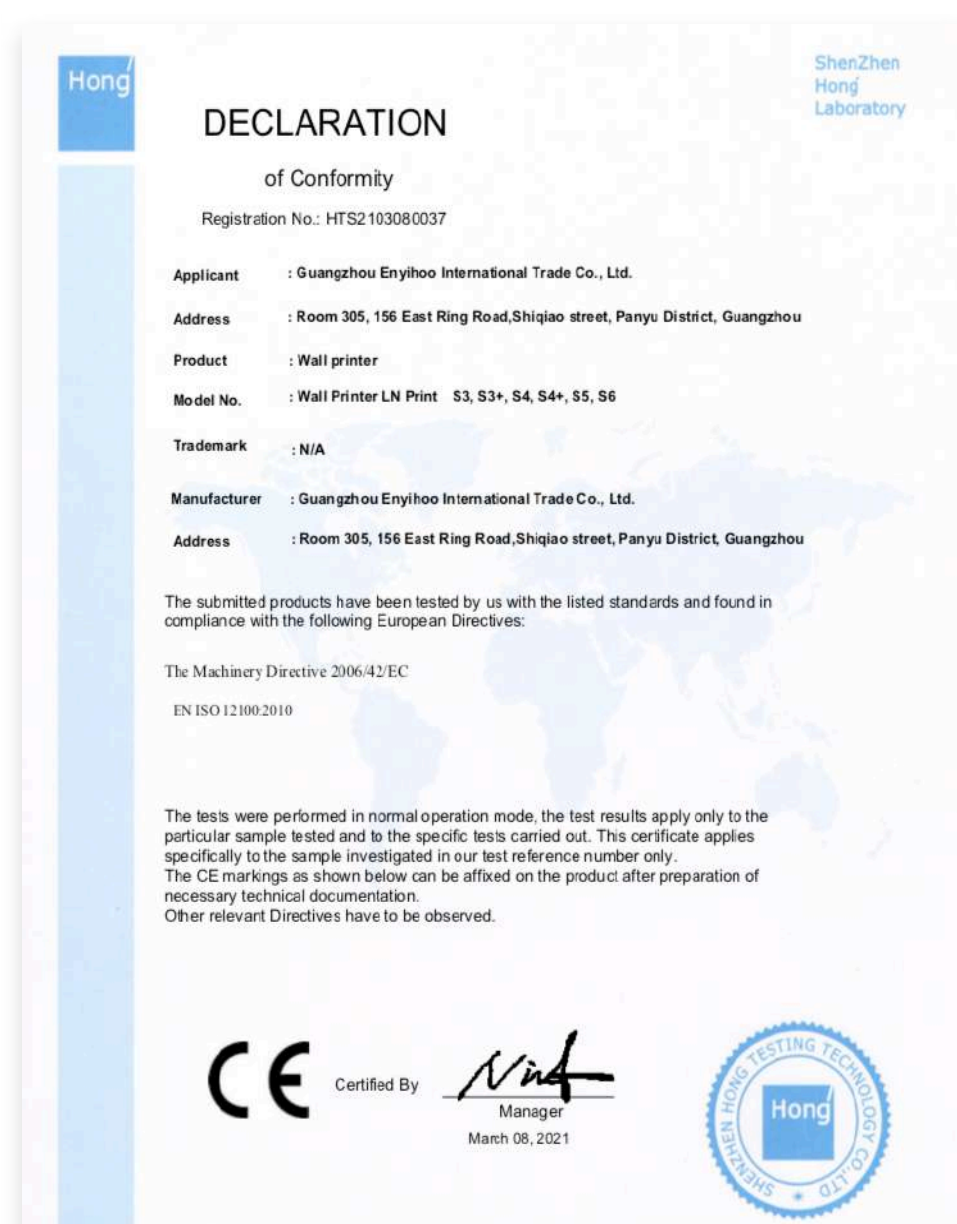 Hong
ShenZhen
Hong
Laboratory
DECLARATION
of Conformity
Registration No.: HTS2103080037
Applicant : Guangzhou Enyihoo International Trade Co., Ltd.
Address : Room 305, 156 East Ring Road,Shiqiao street, Panyu District, Guangzhou
Product : Wall printer
Model No. : Wall Printer LN Print S3, S3+, S4, S4+, S5, S6
Trademark : N/A
Manufacturer : Guangzhou Enyihoo International Trade Co., Ltd.
Address : Room 305, 156 East Ring Road,Shiqiao street, Panyu District, Guangzhou
The submitted products have been tested by us with the listed standards and found in
compliance with the following European Directives:
The Machinery Directive 2006/42/EC
EN ISO 12100:2010
The tests were performed in normal operation mode, the test results apply only to the
particular sample tested and to the specific tests carried out. This certificate applies
specifically to the sample investigated in our test reference number only.
The CE markings as shown below can be affixed on the product after preparation of
necessary technical documentation.
Other relevant Directives have to be observed.
CE
Certified By
Manager
March 08, 2021
SHENZHEN HONG TESTING TECHNOLOGY CO.,LTD
Hong